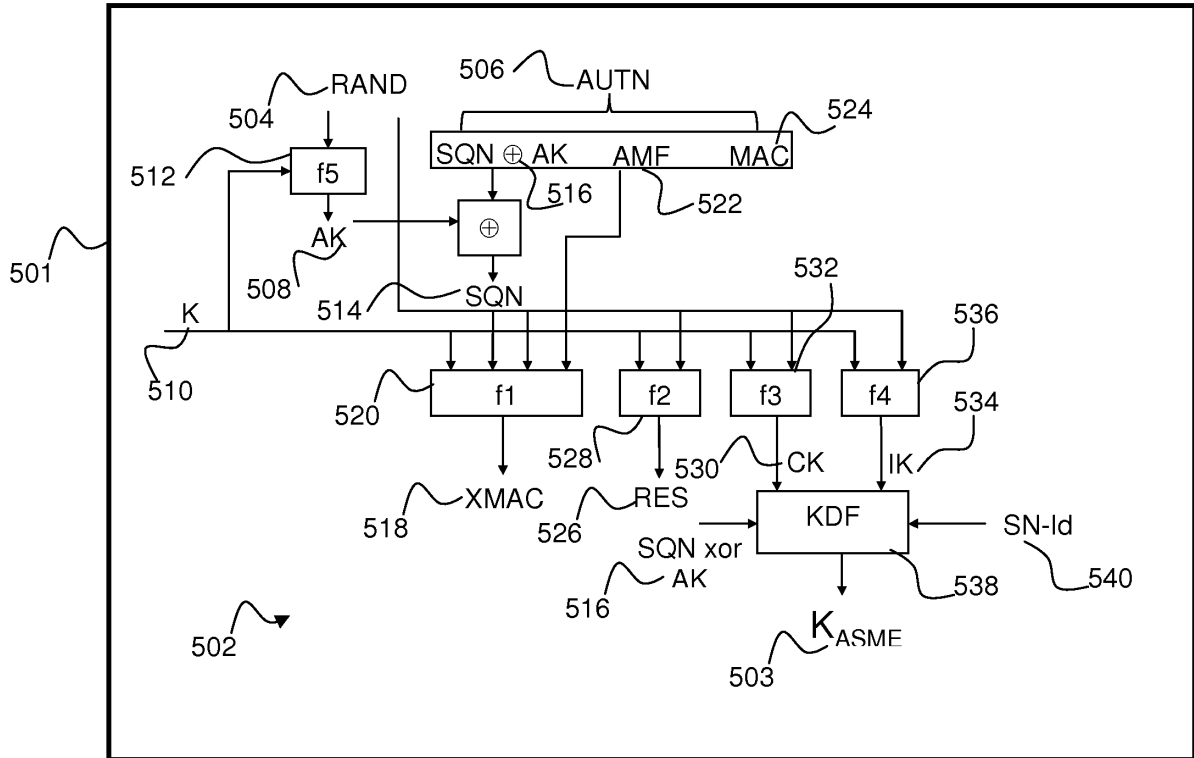 506
AUTN
RAND
504
524
SQN ⊕ AK AMF MAC
512
f5
516
522
⊕
AK
501
508
514
SQN
532
K
536
510
520
f1
f2
f3
f4
534
528
530
CK
IK
518
XMAC
526
RES
KDF
SN-Id
SQN xor
AK
516
538
540
K ASME
502
503